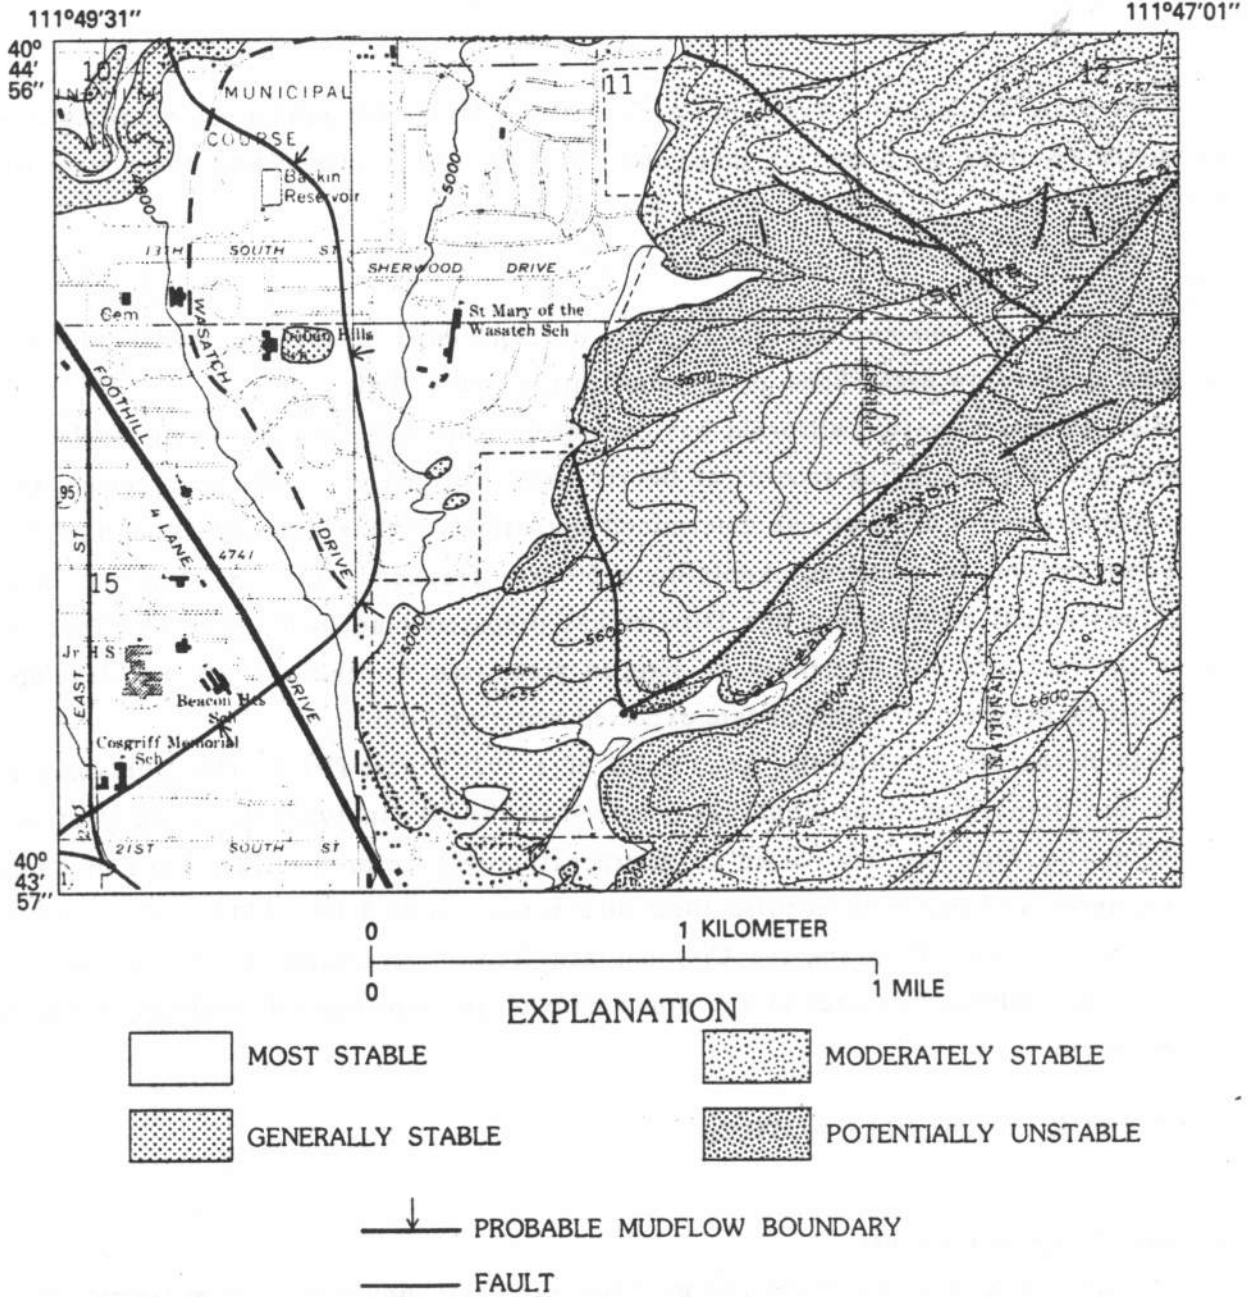 111°49'31"
111°47'01"
40°
44'
56"
10
11
12
MUNICIPAL
COURSE
Baskin
Reservoir
5000
13TH SOUTH ST
SHERWOOD DRIVE
Cem
WASATCH
DRIVE
St Mary of the
Wasatch Sch
Hills
5600
FOOTHILL
4 LANE
DRIVE
95
EAST ST
4741
15
14
13
Canyon
5600
5000
Jr H S
Beacon Hts
Sch
Cosgriff Memorial
Sch
NATIONAL
6600
21ST SOUTH ST
40°
43'
57"
0 1 KILOMETER
0 1 MILE
EXPLANATION
MOST STABLE
MODERATELY STABLE
GENERALLY STABLE
POTENTIALLY UNSTABLE
PROBABLE MUDFLOW BOUNDARY
FAULT